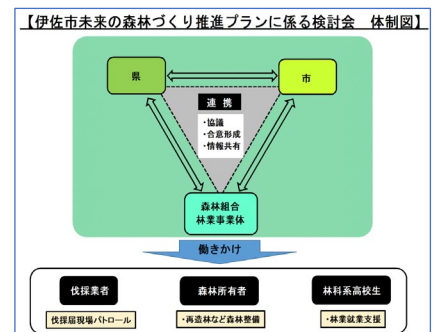 【伊佐市未来の森林づくり推進プランに係る検討会　体制図】
県
市
連 携
・協議
・合意形成
・情報共有
森林組合
林業事業体
働きかけ
伐採業者
森林所有者
林科系高校生
伐採届現場パトロール
・再造林など森林整備
・林業就業支援